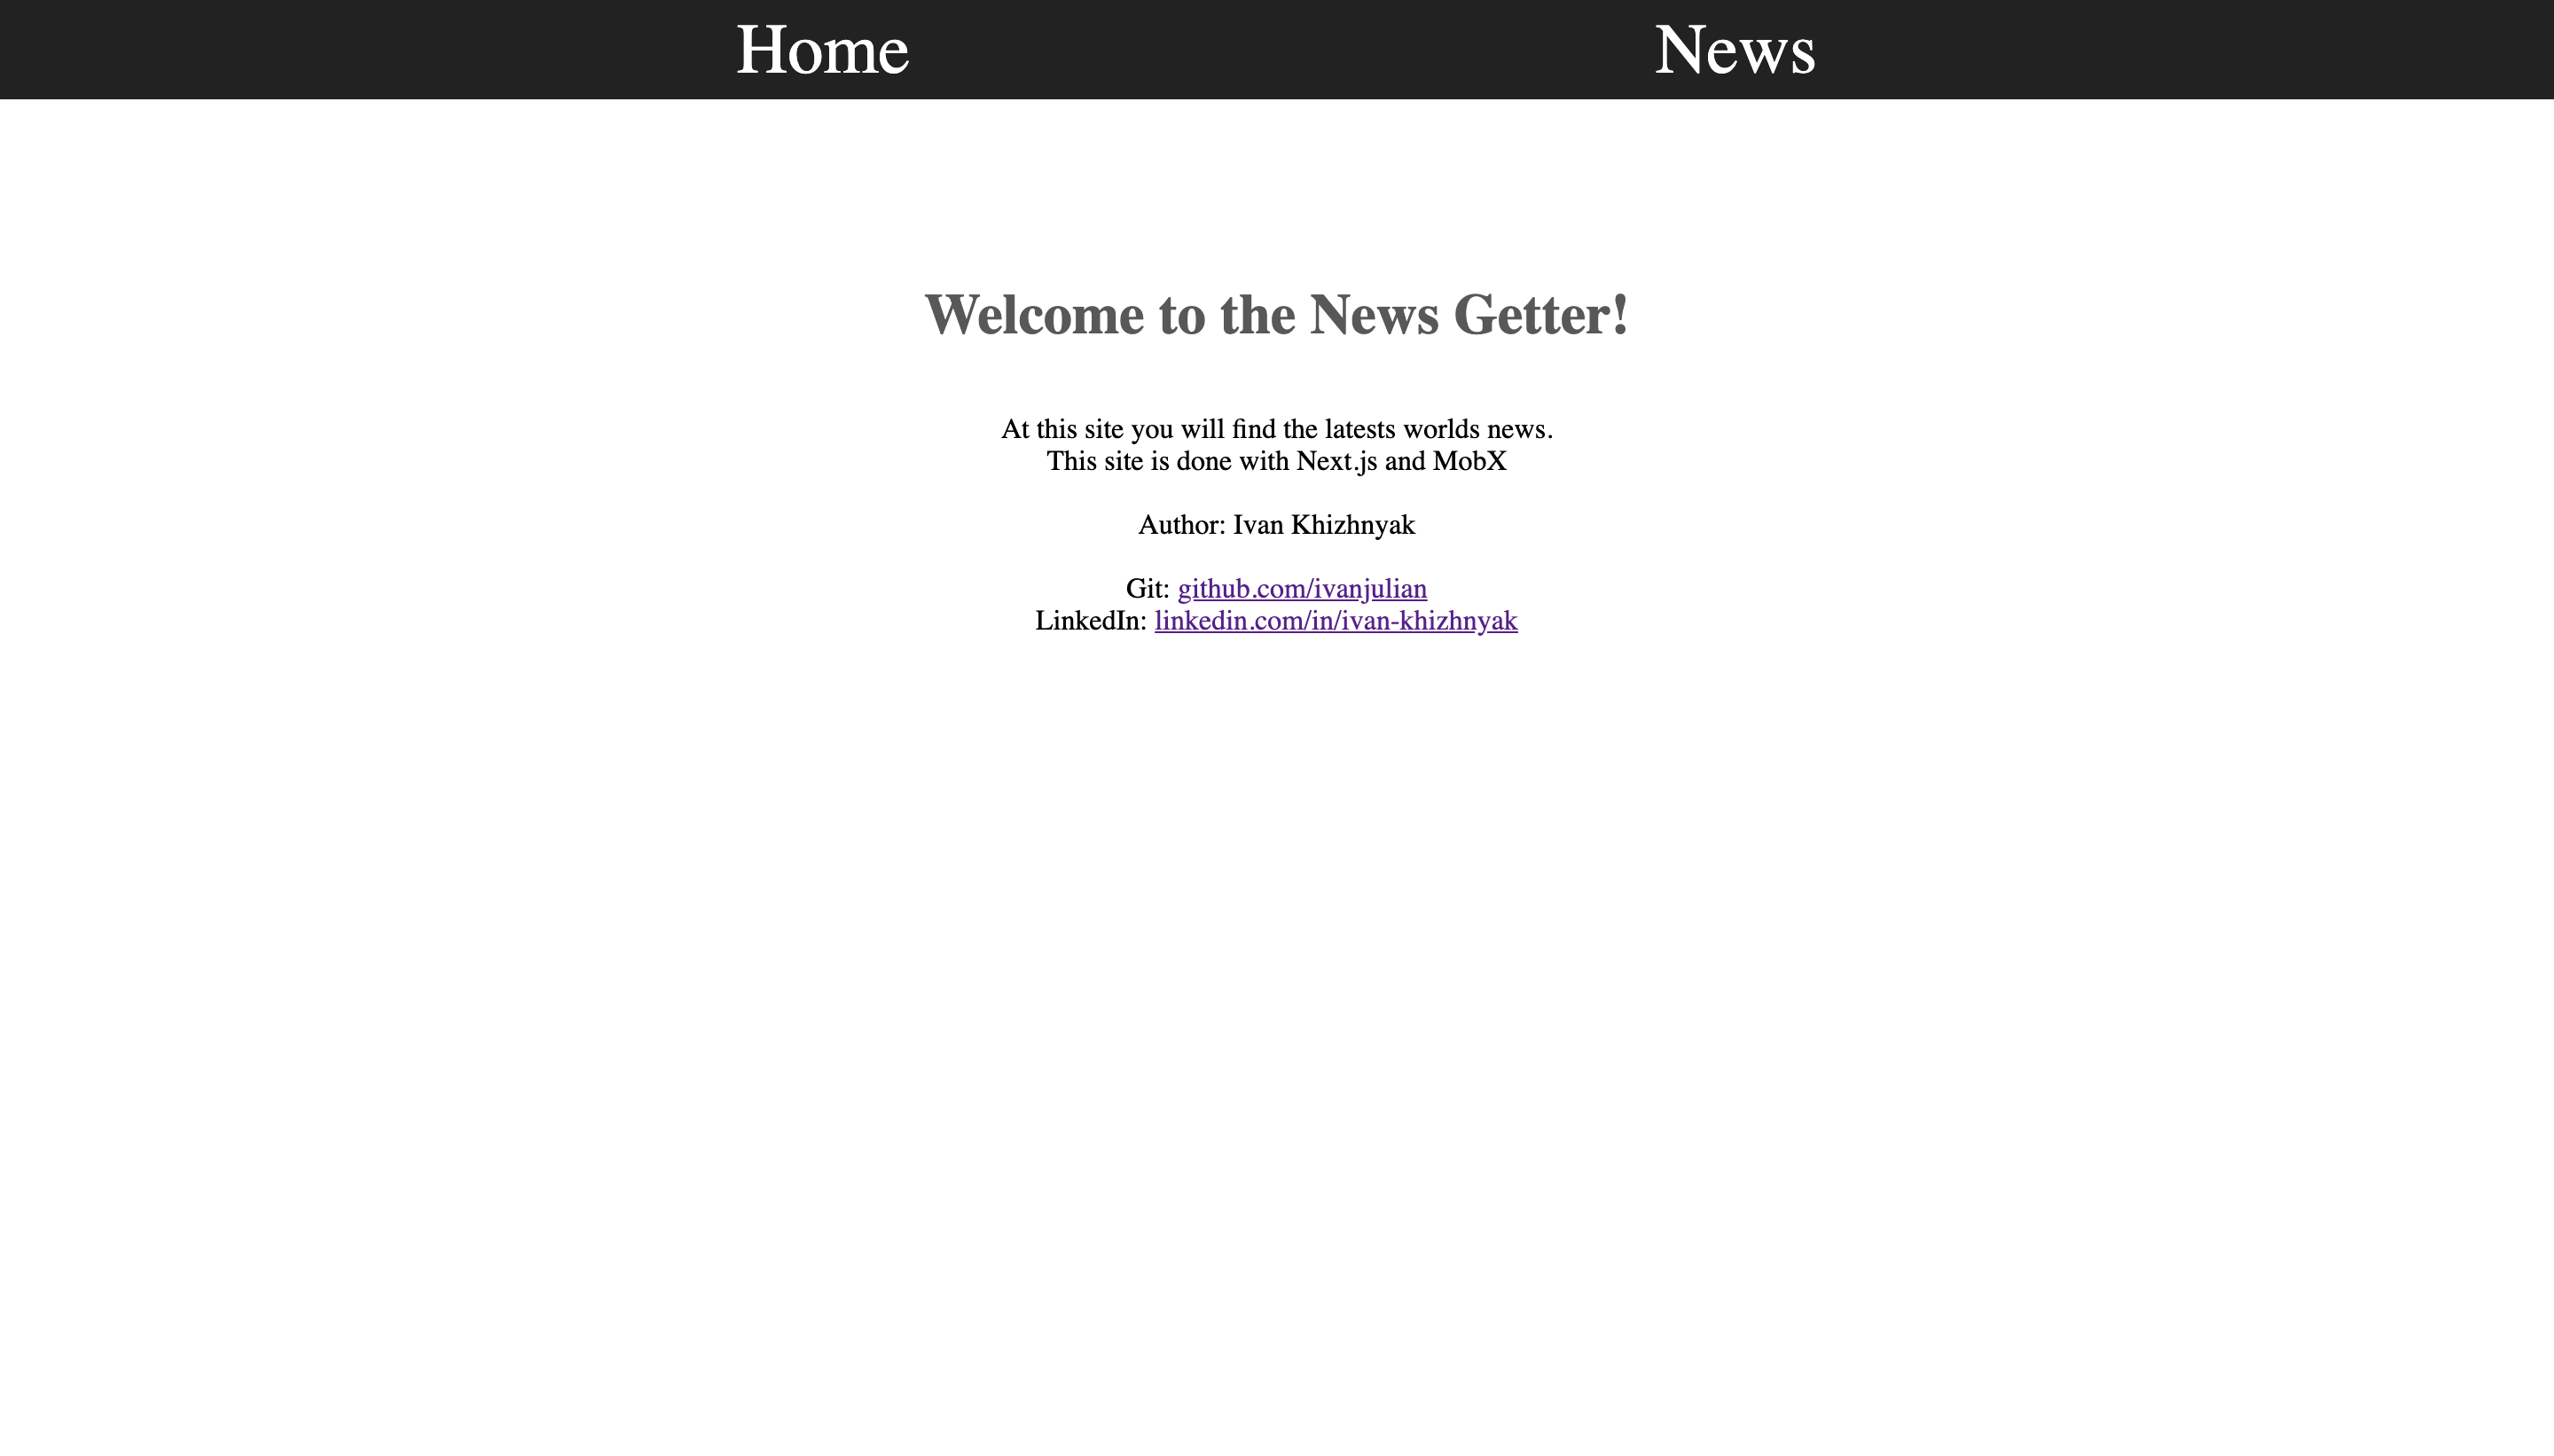 Home News
Welcome to the News Getter!
At this site you will find the latests worlds news.
This site is done with Next.js and MobX
Author: Ivan Khizhnyak
Git: github.com/ivanjulian
LinkedIn: linkedin.com/in/ivan-khizhnyak